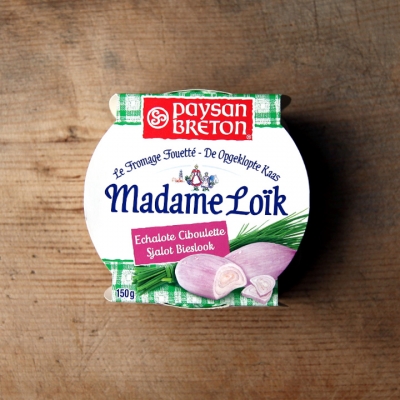 Paysan
Breton
Le Fromage Fouetté - De Opgeklopte Kaas
Madame Loïk
Echalote Ciboulette
Sjalot Bieslook
150g